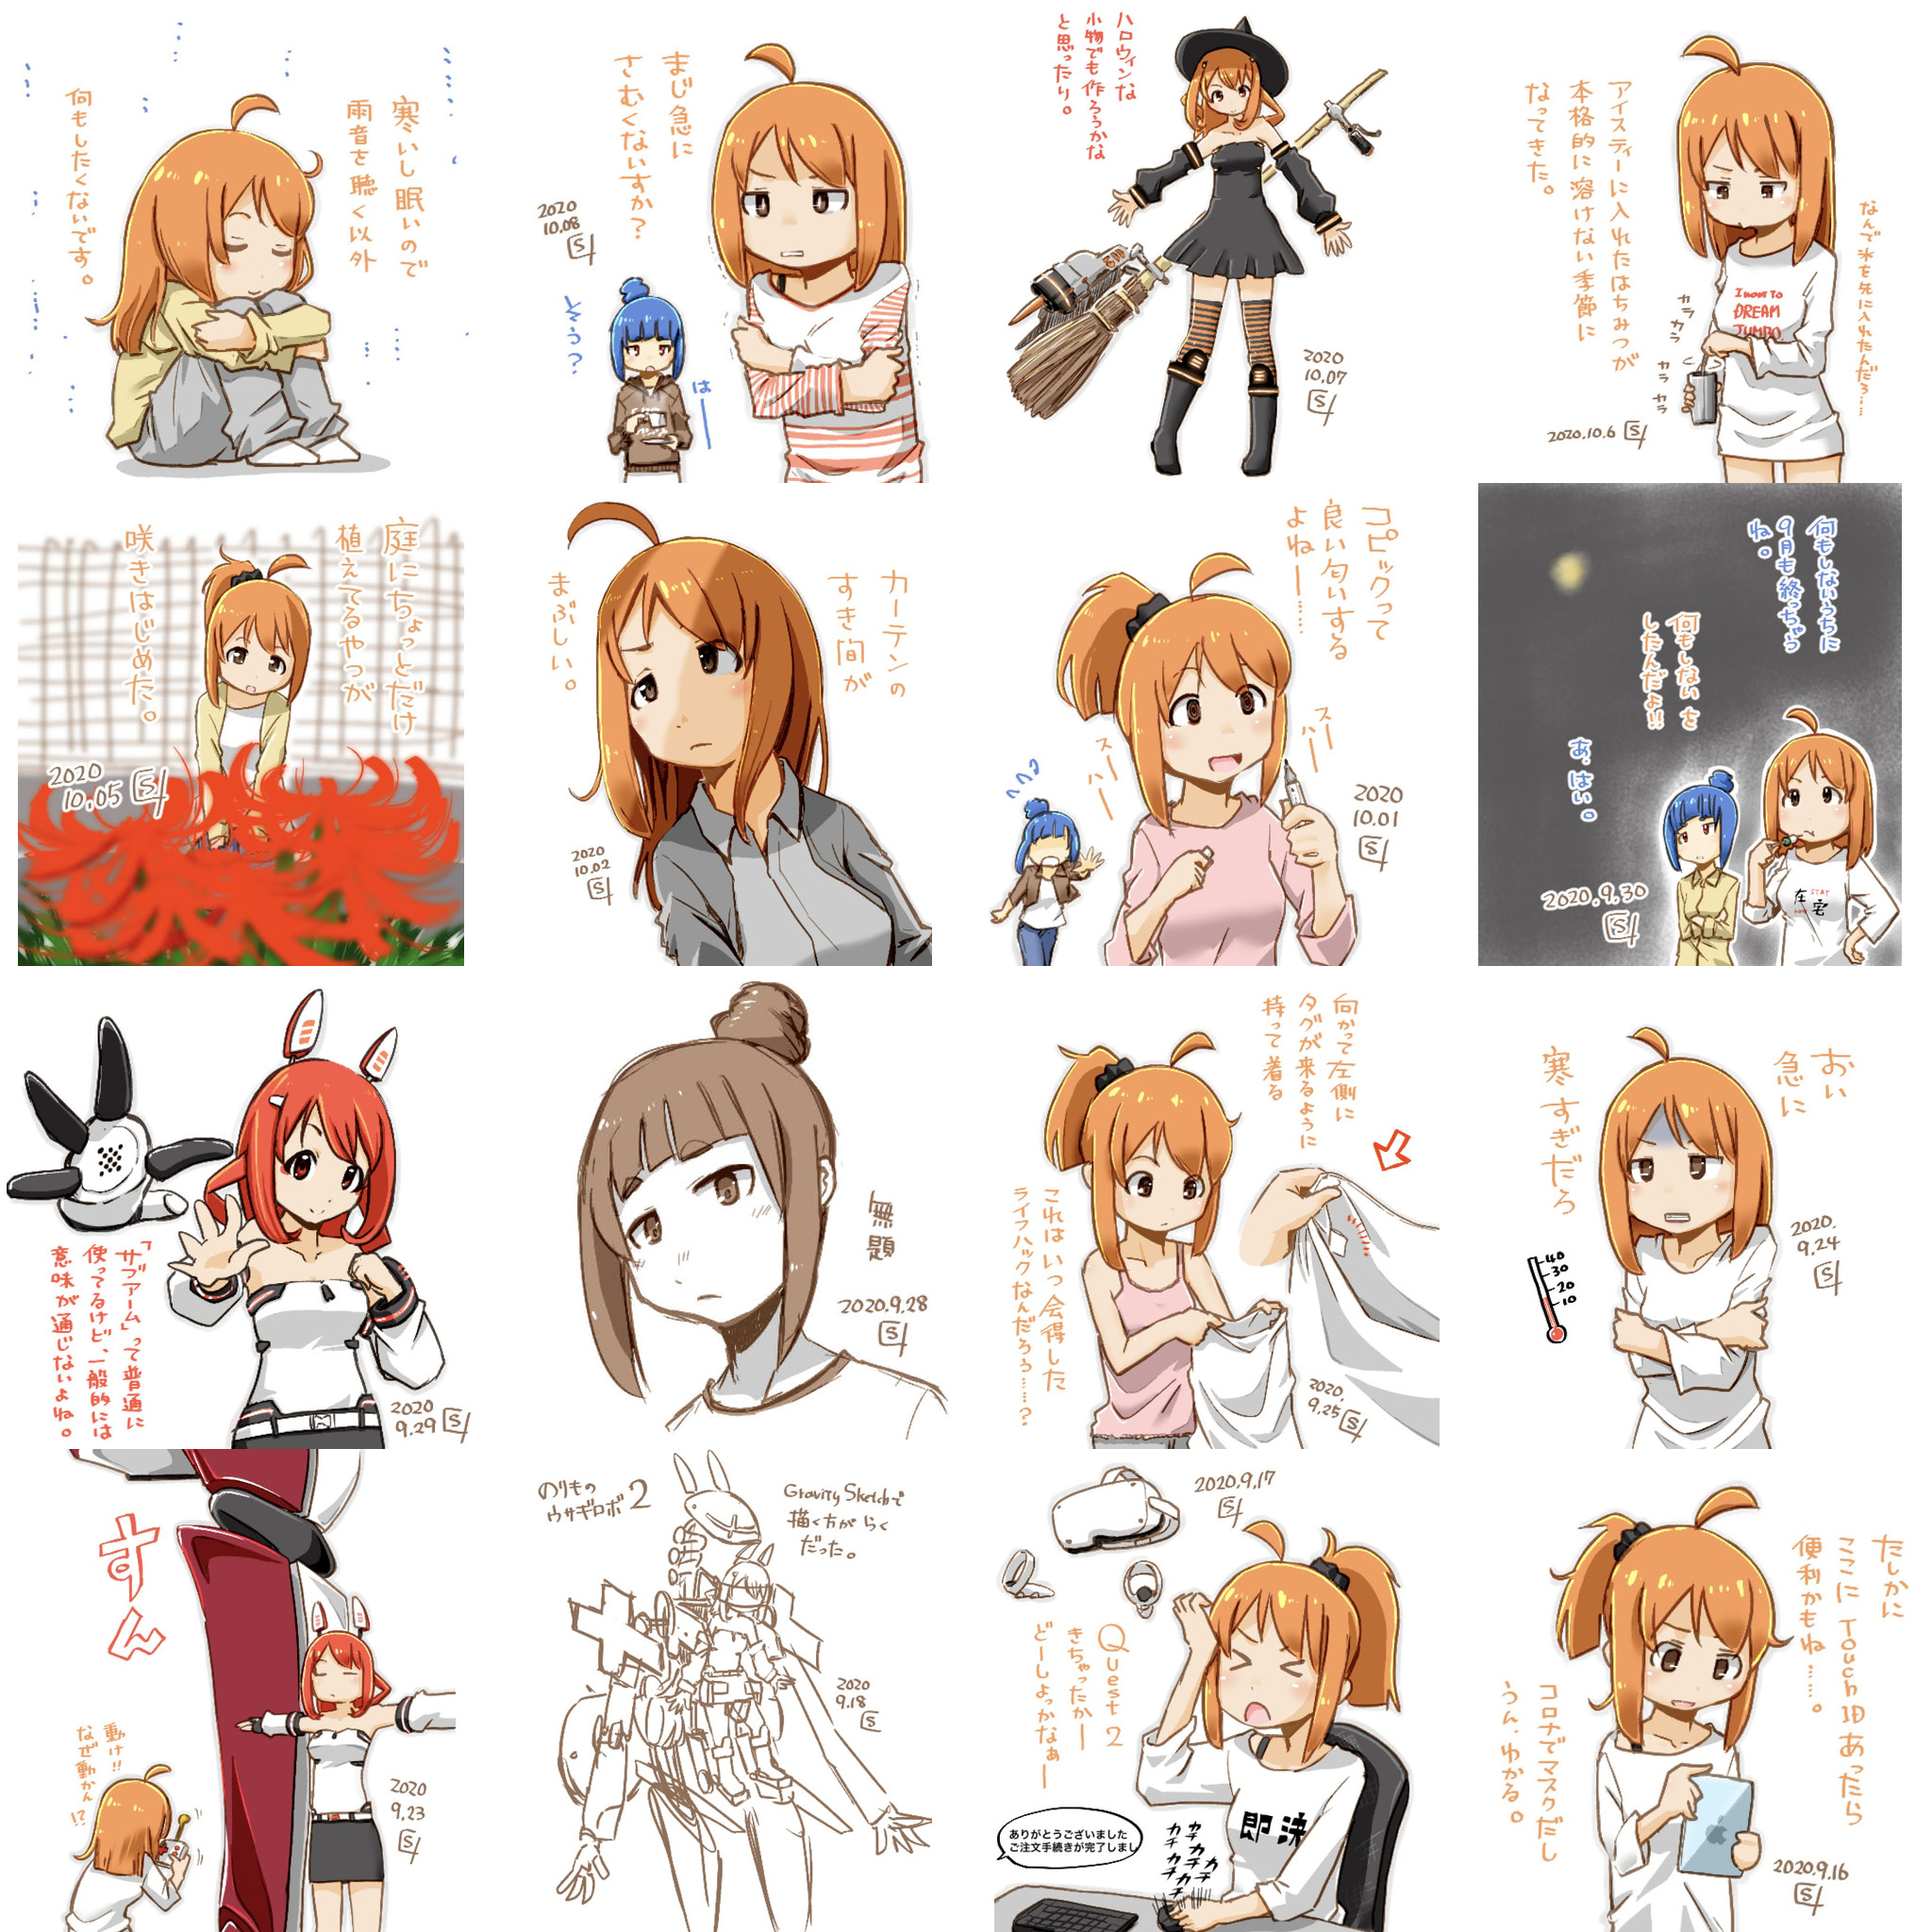 寒いし眠いので
雨音を聴く以外
何もしたくないです。
まじ急に
さむくないすか?
2020
10.08
そう?
はー
ハロウィンな
小物でも作ろうかな
と思ったり。
2020
10.07
アイスティーに入れたはちみつが
本格的に溶けない季節に
なってきた。
なんで氷を先に入れたんだろ……
I want to
DREAM
JUMBO
カラカラ
カラカラ
2020.10.6
庭にちょっとだけ
植えてるやつが
咲きはじめた。
2020
10.05
カーテンの
すき間が
まぶしい。
2020
10.02
コピックって
良い匂いする
よねー……
スーハー
スーハー
2020
10.01
何もしないうちに
9月も終っちゃう
ね。
何もしないを
したんだよ!!
あ、はい。
STAY
在宅
2020.9.30
「サブアーム」って普通に
使ってるけど、一般的には
意味が通じないよね。
2020
9.29
無題
2020.9.28
向かって左側に
タグが来るように
持って着る
これはいつ会得した
ライフハックなんだろう……?
2020.
9.25
おい
急に
寒すぎだろ
40
30
20
10
2020.
9.24
すん
動け!!
なぜ動かん
!?
2020
9.23
のりもの
ウサギロボ2
Gravity Sketchで
描く方がらく
だった。
2020
9.18
2020.9.17
Quest 2
きちゃったかー
どーしょっかなぁー
即決
ありがとうございました
ご注文手続きが完了しまし
カチカチ
カチカチカチ
カチ
たしかに
ここにTouch IDあったら
便利かもね……。
コロナでマスクだし
うん、わかる。
2020.9.16